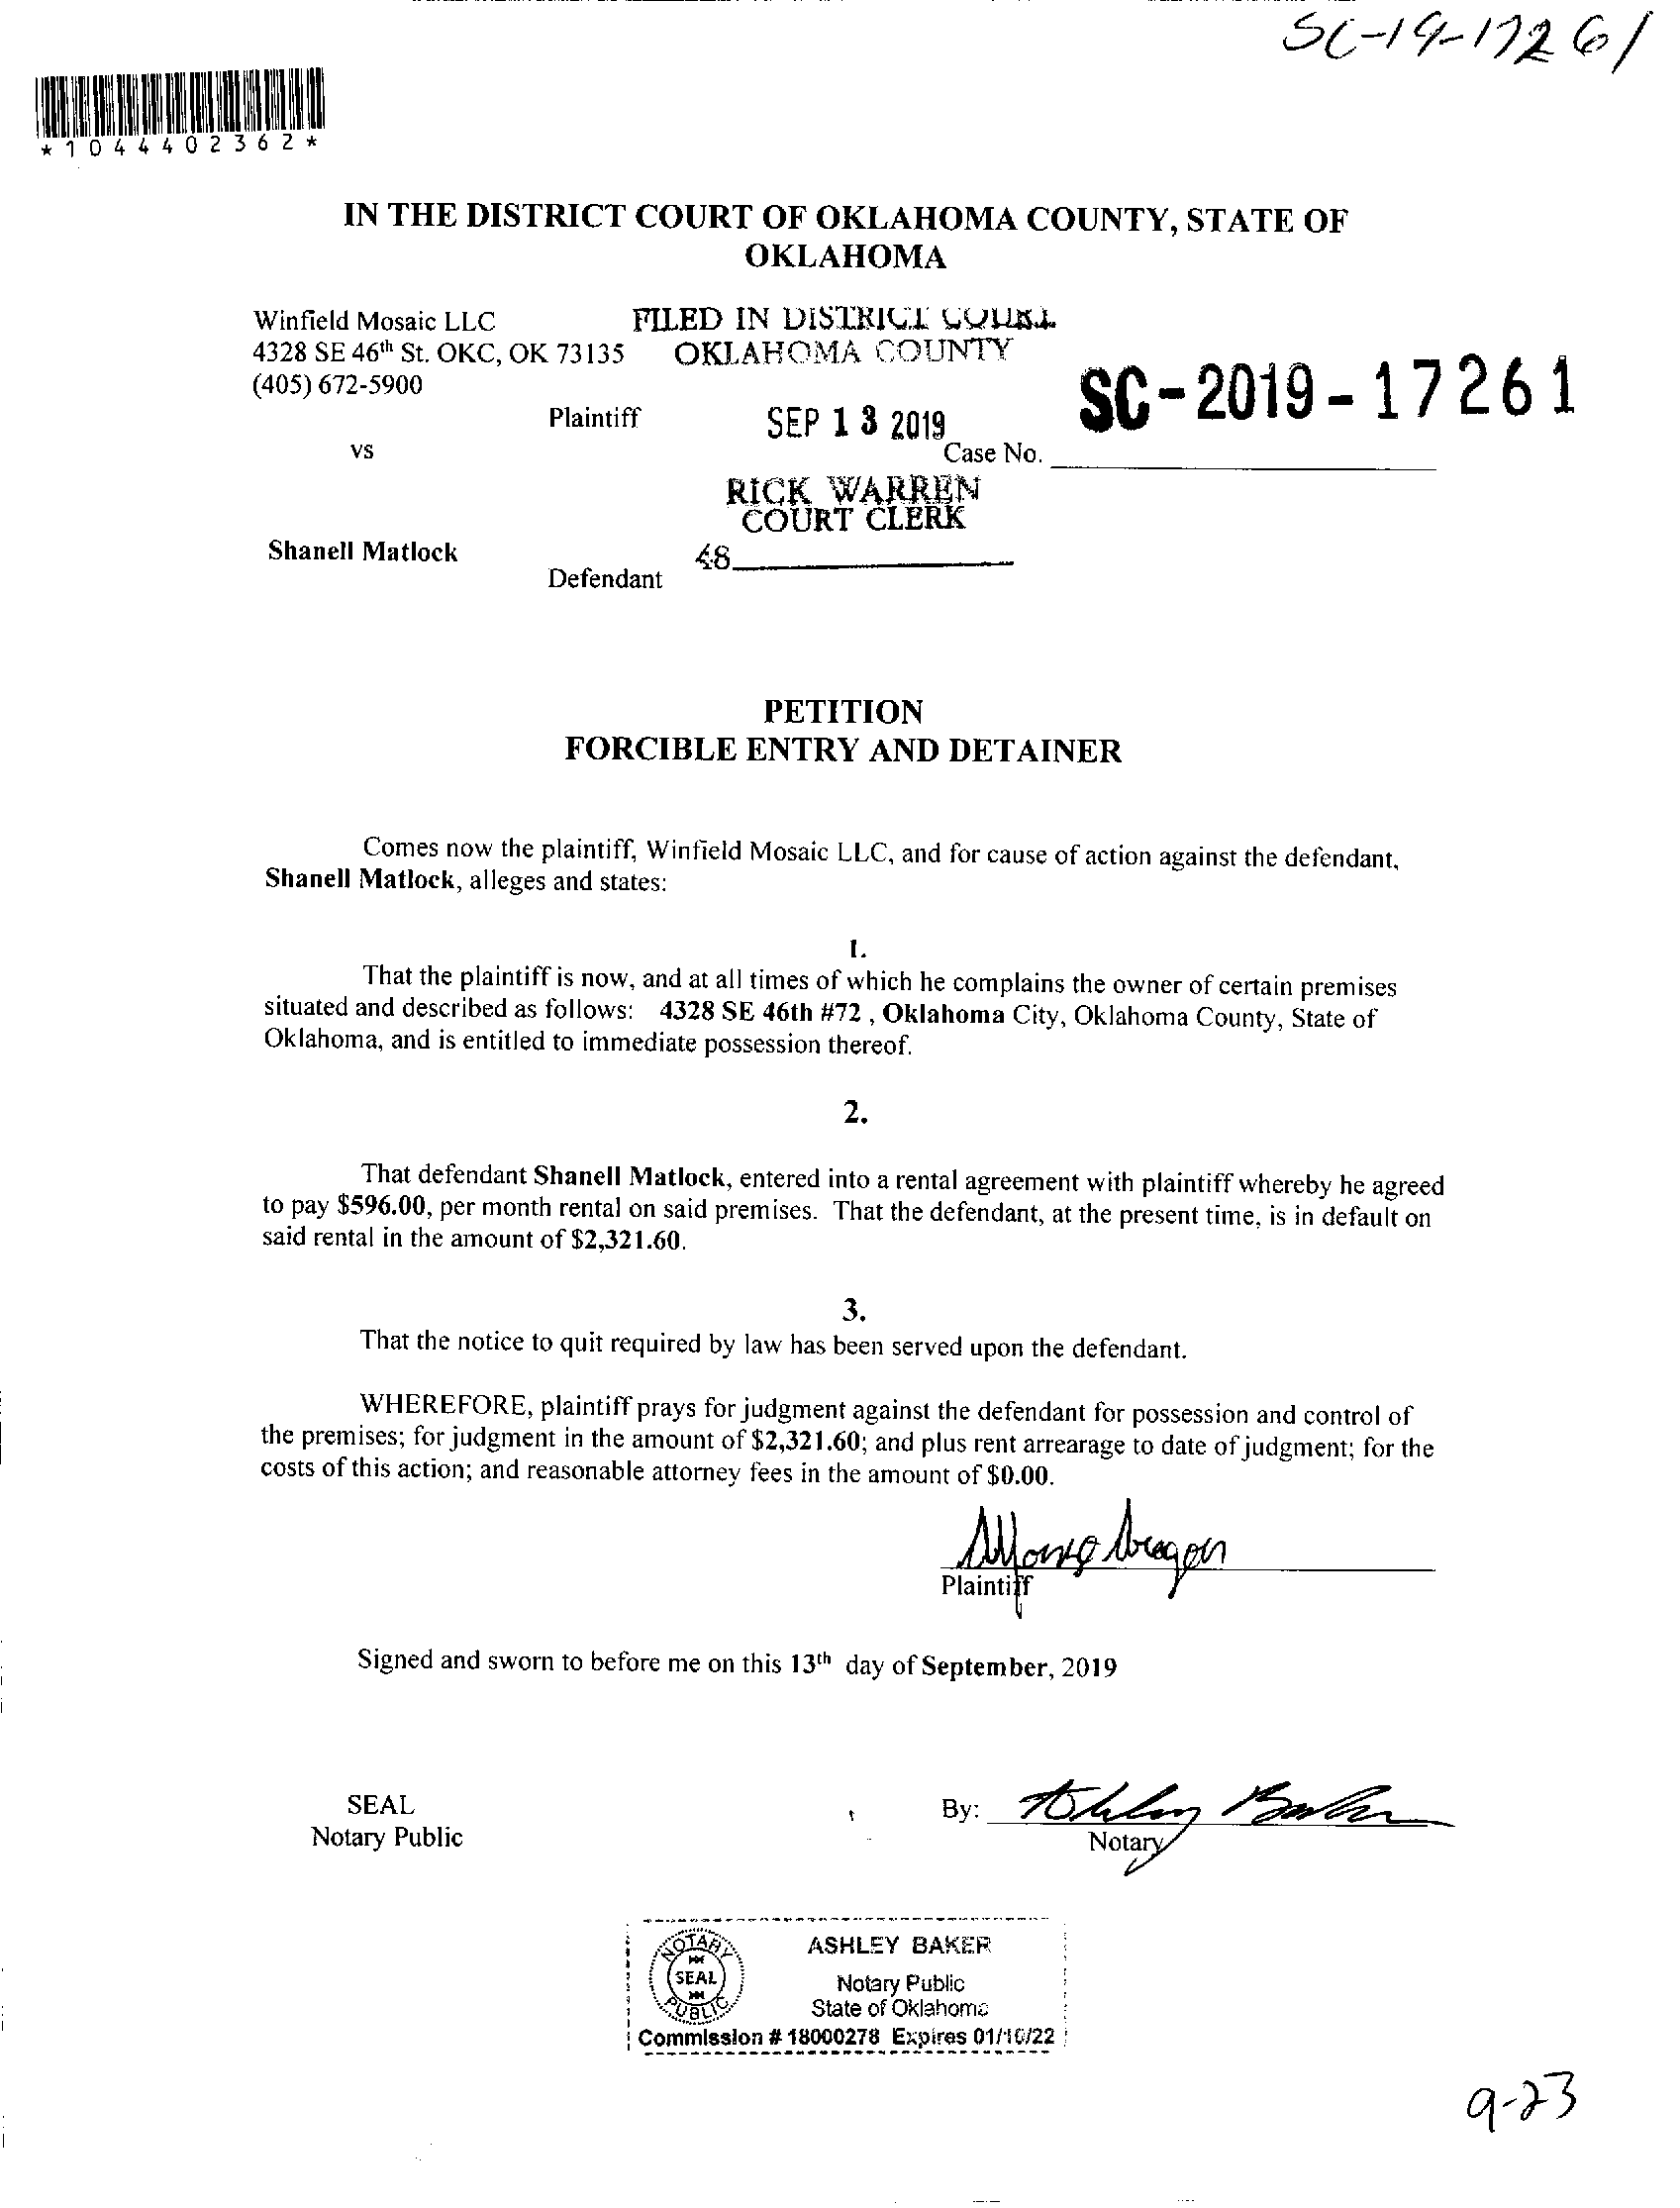 SC-19-17261
*1044402362*
IN THE DISTRICT COURT OF OKLAHOMA COUNTY, STATE OF
OKLAHOMA
Winfield Mosaic LLC
FILED IN DISTRICT COURT
4328 SE 46th St. OKC, OK 73135
OKLAHOMA COUNTY
(405) 672-5900
SC-2019-17261
Plaintiff
SEP 13 2019
vs
Case No.
RICK WARREN
COURT CLERK
Shanell Matlock
48
Defendant
PETITION
FORCIBLE ENTRY AND DETAINER
Comes now the plaintiff, Winfield Mosaic LLC, and for cause of action against the defendant,
Shanell Matlock, alleges and states:
1.
That the plaintiff is now, and at all times of which he complains the owner of certain premises
situated and described as follows: 4328 SE 46th #72 , Oklahoma City, Oklahoma County, State of
Oklahoma, and is entitled to immediate possession thereof.
2.
That defendant Shanell Matlock, entered into a rental agreement with plaintiff whereby he agreed
to pay $596.00, per month rental on said premises. That the defendant, at the present time, is in default on
said rental in the amount of $2,321.60.
3.
That the notice to quit required by law has been served upon the defendant.
WHEREFORE, plaintiff prays for judgment against the defendant for possession and control of
the premises; for judgment in the amount of $2,321.60; and plus rent arrearage to date of judgment; for the
costs of this action; and reasonable attorney fees in the amount of $0.00.
Plaintiff
Signed and sworn to before me on this 13th day of September, 2019
SEAL
By: Ashley Baker
Notary Public
Notary
NOTARY
SEAL
PUBLIC
ASHLEY BAKER
Notary Public
State of Oklahoma
Commission # 18000278 Expires 01/10/22
9-23